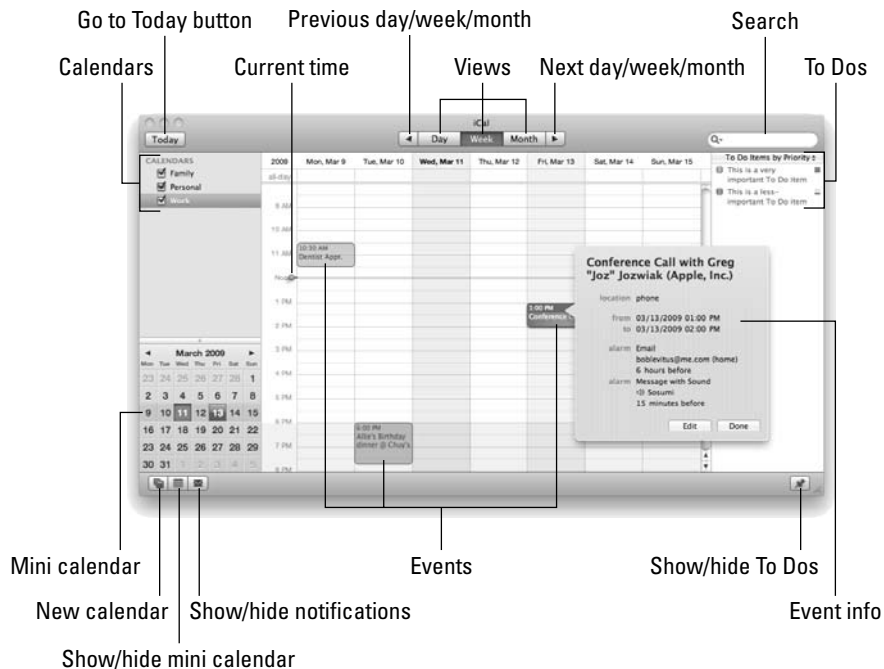 Go to Today button
Previous day/week/month
Search
Calendars
Current time
Views
Next day/week/month
To Dos
iCal
Today
Day
Week
Month
CALENDARS
Family
Personal
Work
2009
Mon, Mar 9
Tue, Mar 10
Wed, Mar 11
Thu, Mar 12
Fri, Mar 13
Sat, Mar 14
Sun, Mar 15
all-day
9 AM
10 AM
11 AM
Noon
1 PM
2 PM
3 PM
4 PM
5 PM
6 PM
7 PM
8 PM
10:30 AM
Dentist Appt.
1:00 PM
Conference
6:00 PM
Allie's Birthday
dinner @ Chuy's
To Do Items by Priority
This is a very
important To Do item
This is a less-
important To Do item
Conference Call with Greg
"Joz" Jozwiak (Apple, Inc.)
location phone
from 03/13/2009 01:00 PM
to 03/13/2009 02:00 PM
alarm Email
boblevitus@me.com (home)
6 hours before
alarm Message with Sound
Sosumi
15 minutes before
Edit
Done
March 2009
Mon Tue Wed Thu Fri Sat Sun
23 24 25 26 27 28 1
2 3 4 5 6 7 8
9 10 11 12 13 14 15
16 17 18 19 20 21 22
23 24 25 26 27 28 29
30 31 1 2 3 4 5
Mini calendar
Events
Show/hide To Dos
New calendar
Show/hide notifications
Event info
Show/hide mini calendar